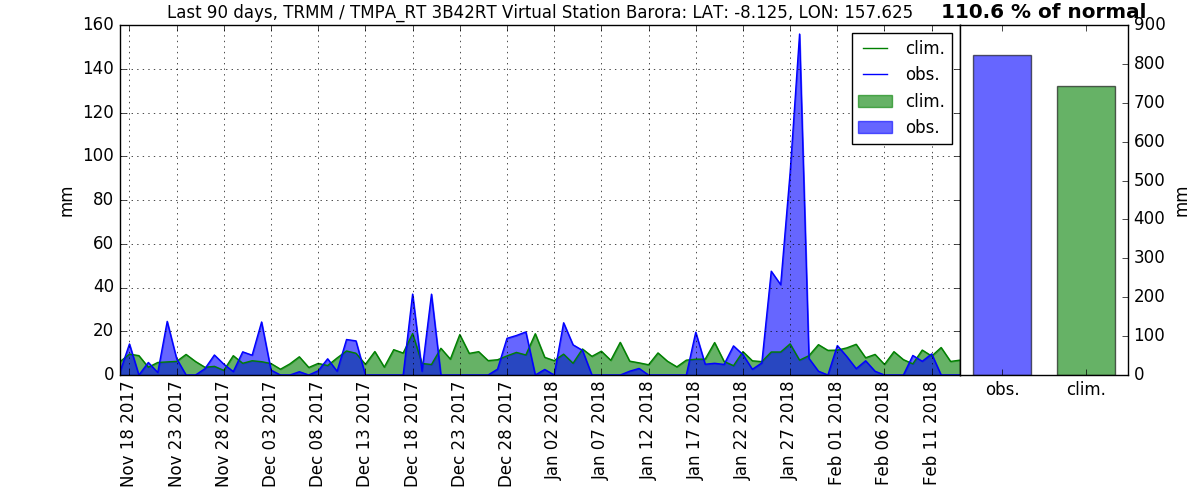 Last 90 days, TRMM / TMPA_RT 3B42RT Virtual Station Barora: LAT: -8.125, LON: 157.625
110.6 % of normal
160
140
120
100
80
60
40
20
0
mm
clim.
obs.
clim.
obs.
900
800
700
600
500
400
300
200
100
0
mm
Nov 18 2017
Nov 23 2017
Nov 28 2017
Dec 03 2017
Dec 08 2017
Dec 13 2017
Dec 18 2017
Dec 23 2017
Dec 28 2017
Jan 02 2018
Jan 07 2018
Jan 12 2018
Jan 17 2018
Jan 22 2018
Jan 27 2018
Feb 01 2018
Feb 06 2018
Feb 11 2018
obs.
clim.